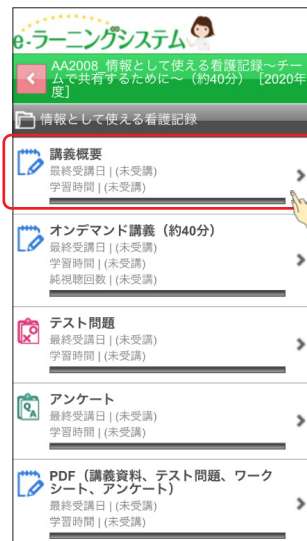 e-ラーニングシステム
AA2008_情報として使える看護記録～チー
ムで共有するために～（約40分）［2020年
度］
情報として使える看護記録
講義概要
最終受講日 | (未受講)
学習時間 | (未受講)
オンデマンド講義（約40分）
最終受講日 | (未受講)
学習時間 | (未受講)
純視聴回数 | (未受講)
テスト問題
最終受講日 | (未受講)
学習時間 | (未受講)
アンケート
最終受講日 | (未受講)
学習時間 | (未受講)
PDF（講義資料、テスト問題、ワーク
シート、アンケート）
最終受講日 | (未受講)
学習時間 | (未受講)